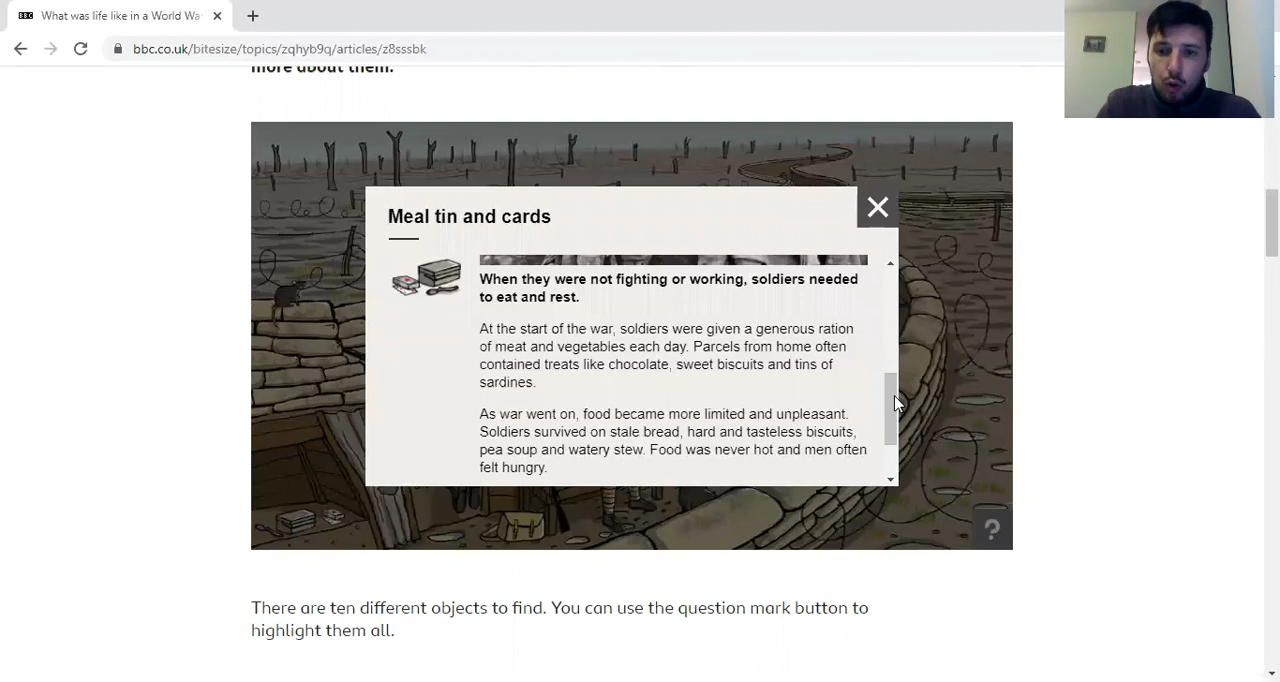 BBC What was life like in a World Wa
bbc.co.uk/bitesize/topics/zqhyb9q/articles/z8sssbk
more about them.
Meal tin and cards
When they were not fighting or working, soldiers needed
to eat and rest.
At the start of the war, soldiers were given a generous ration
of meat and vegetables each day. Parcels from home often
contained treats like chocolate, sweet biscuits and tins of
sardines.
As war went on, food became more limited and unpleasant.
Soldiers survived on stale bread, hard and tasteless biscuits,
pea soup and watery stew. Food was never hot and men often
felt hungry.
?
There are ten different objects to find. You can use the question mark button to
highlight them all.